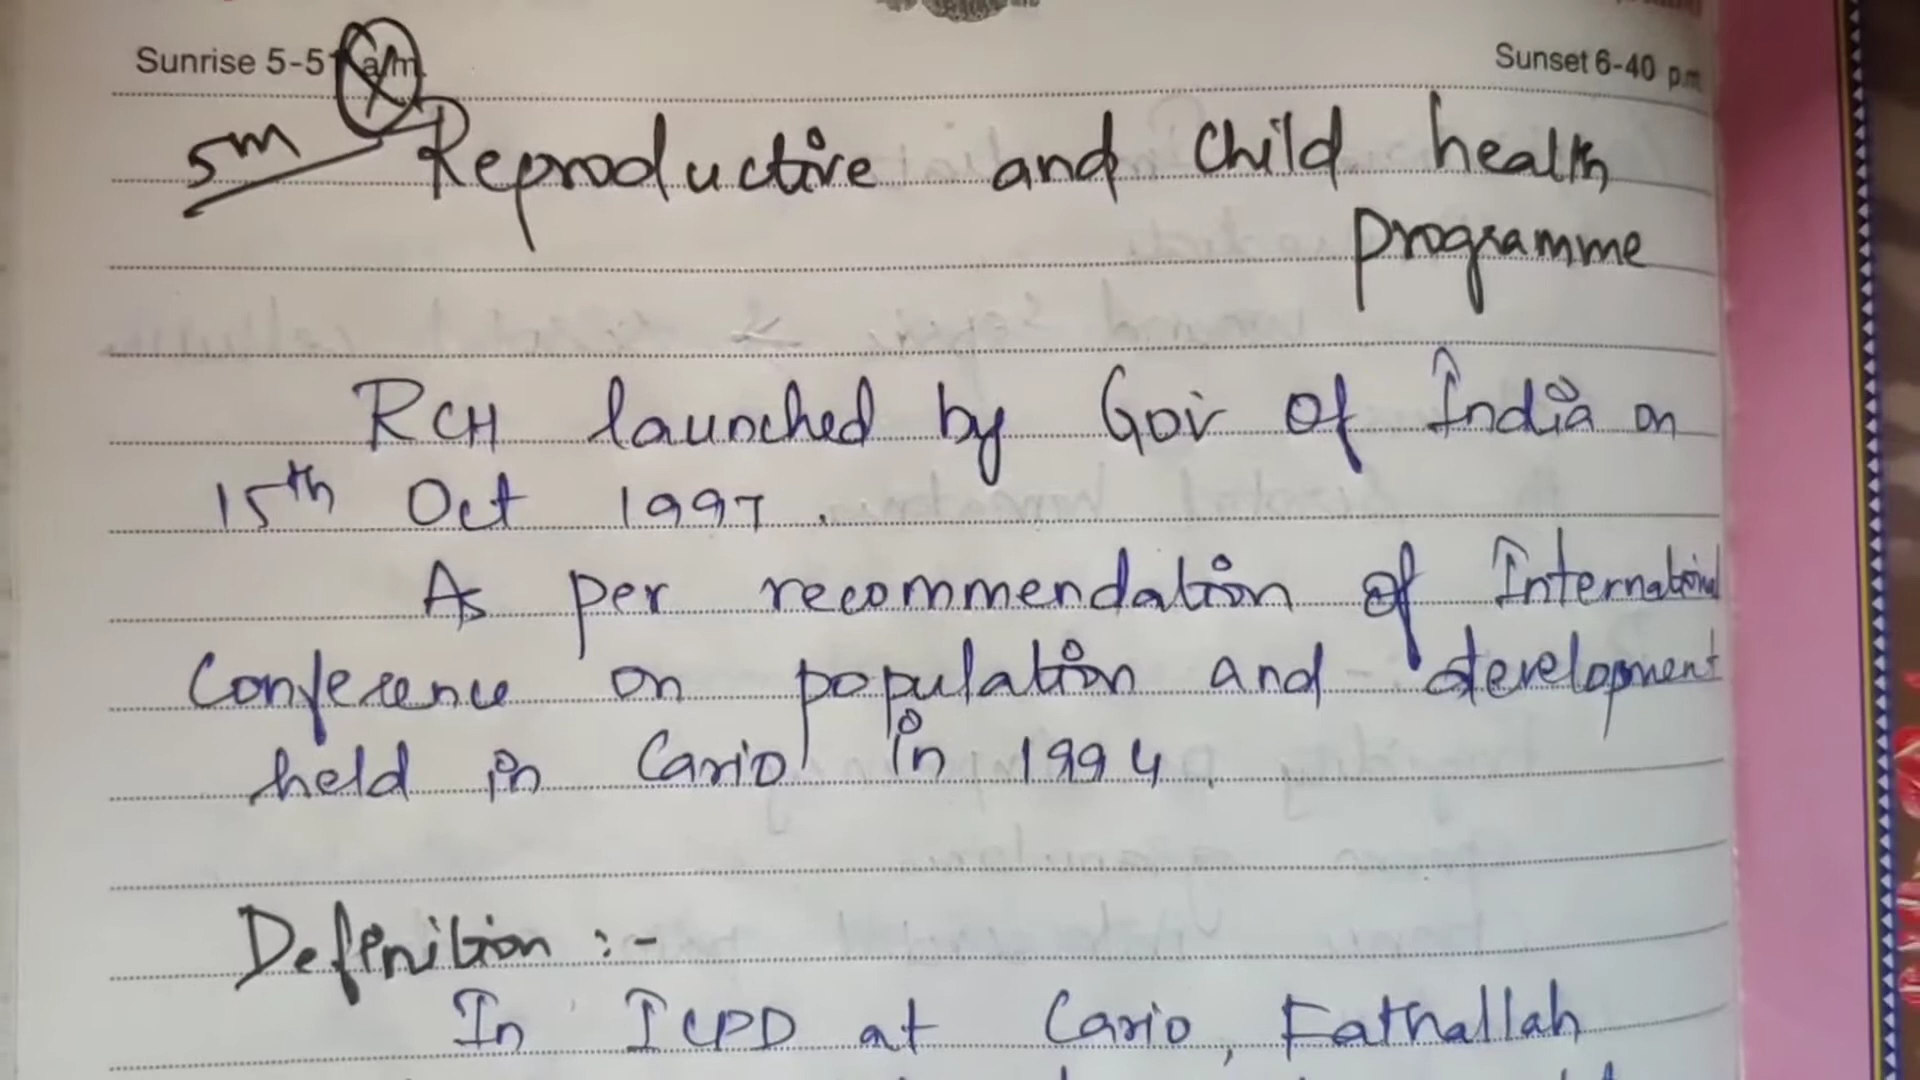 Sunrise 5-5
Sunset 6-40 p.m
5m Reproductive and child health
programme
RCH launched by Gov of India on
15th Oct 1997.
As per recommendation of International
Conference on population and development
held in Cario in 1994.
Definition :-
In ICPD at Cario, Fathallah